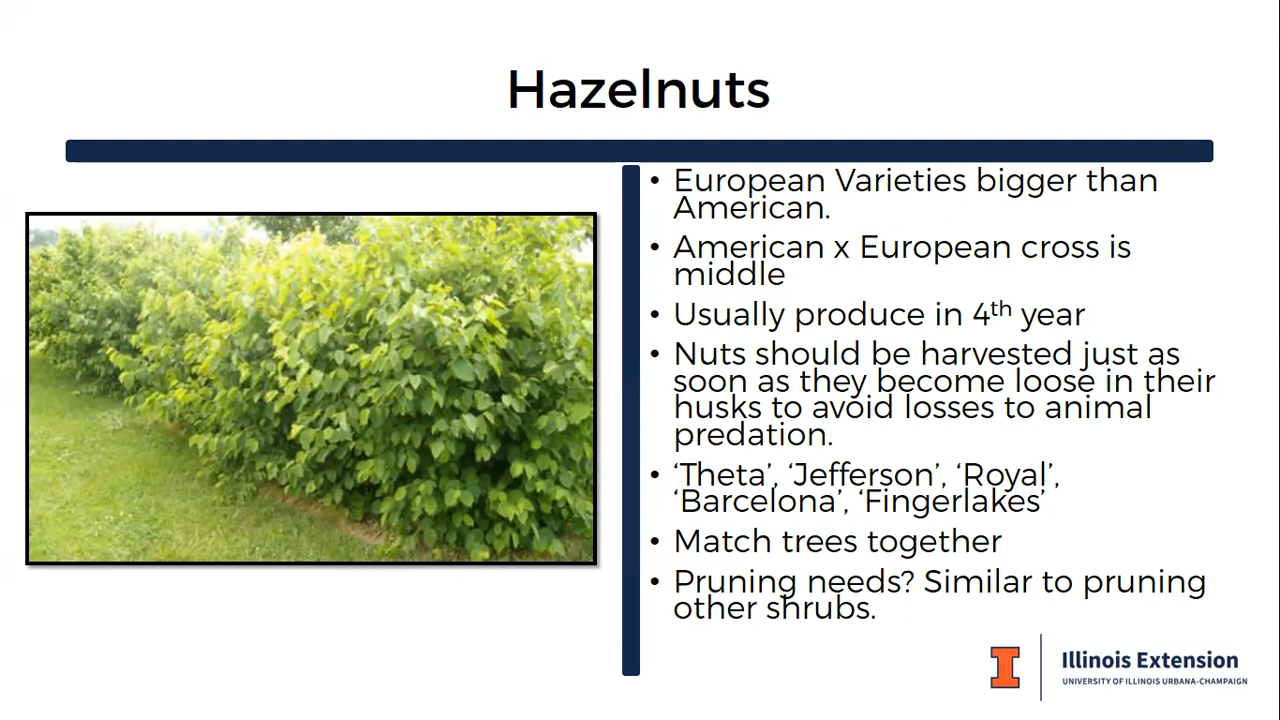 Hazelnuts
• European Varieties bigger than
American.
• American x European cross is
middle
• Usually produce in 4th year
• Nuts should be harvested just as
soon as they become loose in their
husks to avoid losses to animal
predation.
• ‘Theta’, ‘Jefferson’, ‘Royal’,
‘Barcelona’, ‘Fingerlakes’
• Match trees together
• Pruning needs? Similar to pruning
other shrubs.
I
Illinois Extension
UNIVERSITY OF ILLINOIS URBANA-CHAMPAIGN